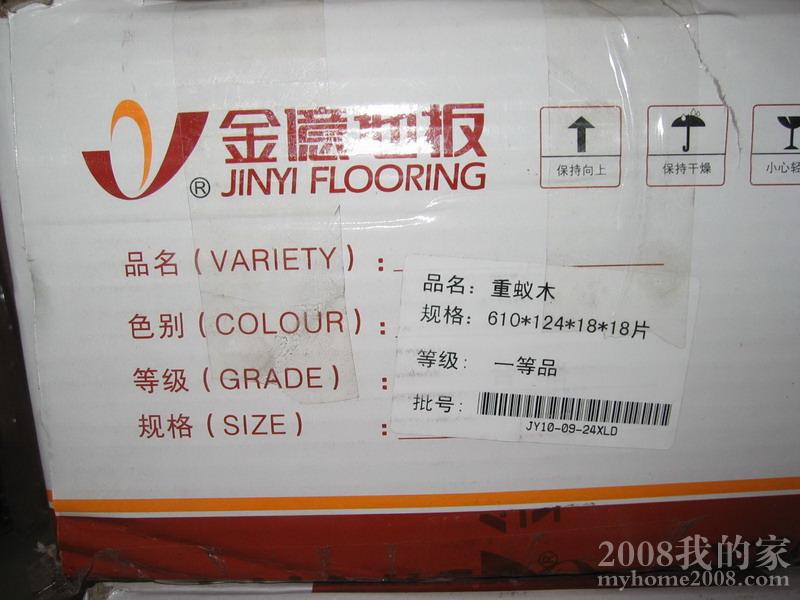 金億地板
® JINYI FLOORING
保持向上
保持干燥
小心轻
品名(VARIETY):
色别(COLOUR):
等级(GRADE):
规格(SIZE):
品名: 重蚁木
规格: 610*124*18*18片
等级: 一等品
批号:
JY10-09-24XLD
2008我的家
myhome2008.com